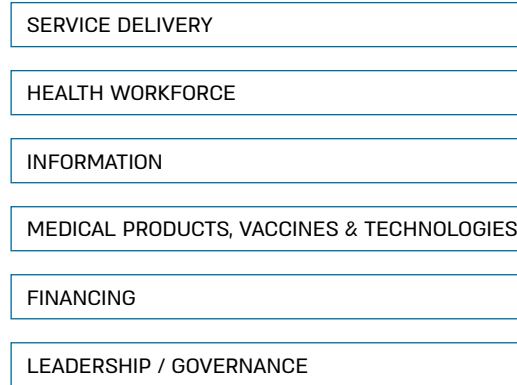 SERVICE DELIVERY
HEALTH WORKFORCE
INFORMATION
MEDICAL PRODUCTS, VACCINES & TECHNOLOGIES
FINANCING
LEADERSHIP / GOVERNANCE